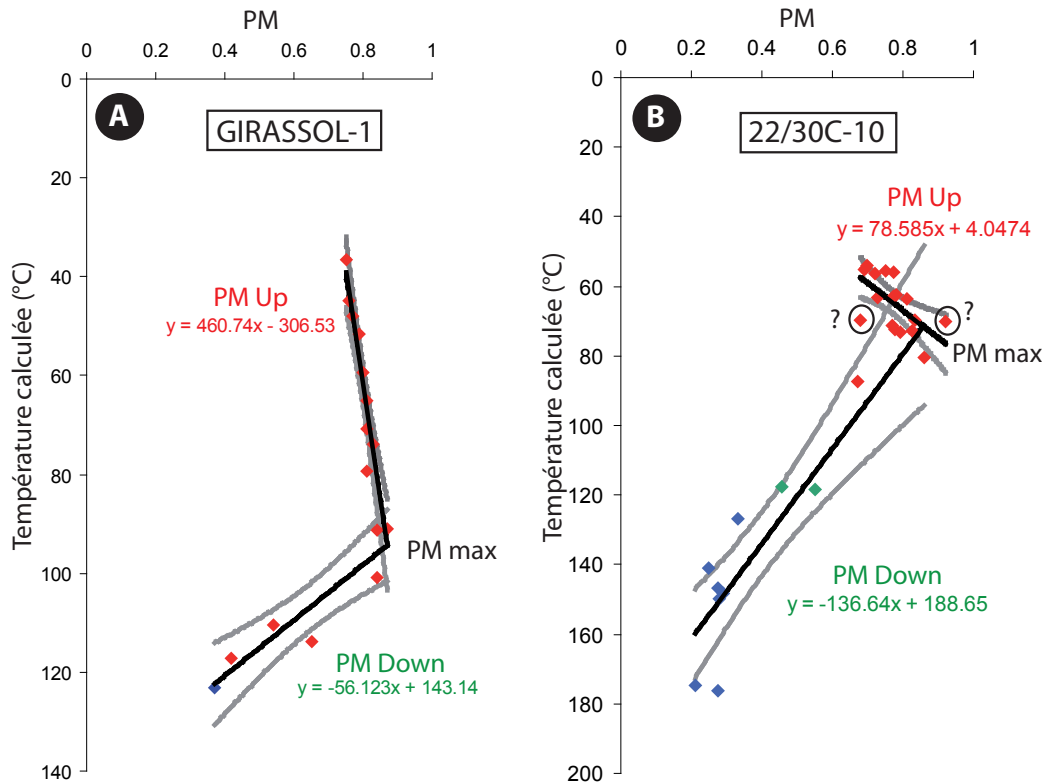 PM
0 0.2 0.4 0.6 0.8 1
0
20
40
60
80
100
120
140
Température calculée (°C)
A
GIRASSOL-1
PM Up
y = 460.74x - 306.53
PM max
PM Down
y = -56.123x + 143.14
PM
0 0.2 0.4 0.6 0.8 1
0
20
40
60
80
100
120
140
160
180
200
Température calculée (°C)
B
22/30C-10
PM Up
y = 78.585x + 4.0474
? ?
PM max
PM Down
y = -136.64x + 188.65